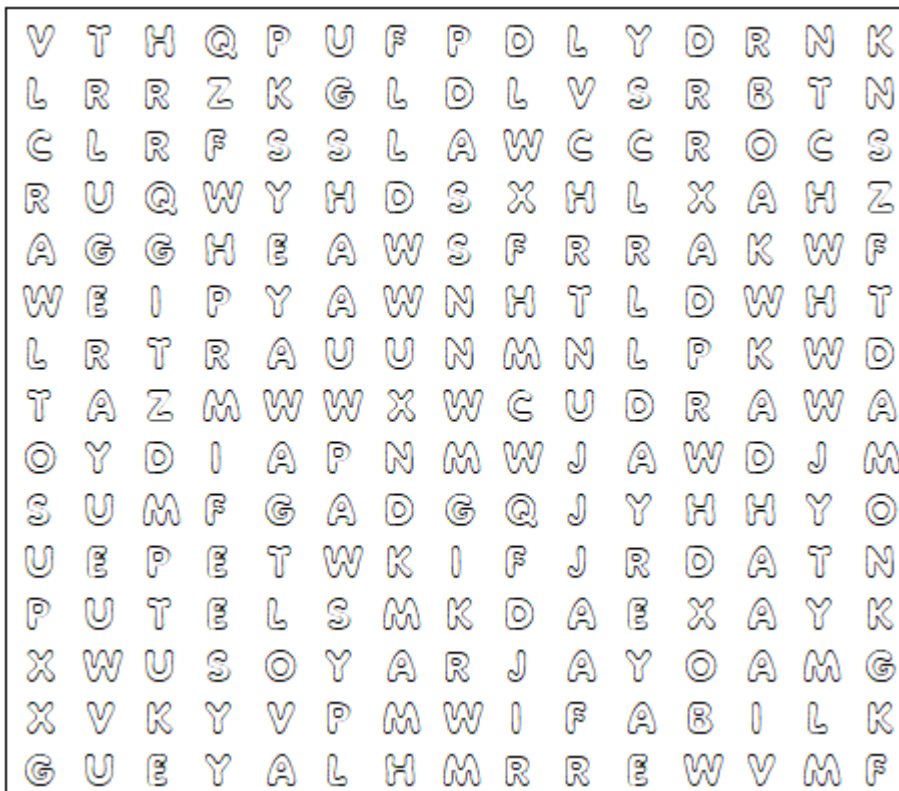 V T H Q P U F P D L Y D R N K
L R R Z K G L D L V S R B T N
C L R F S S L A W C C R O C S
R U Q W Y H D S X H L X A H Z
A G G H E A W S F R R A K W F
W E I P Y A W N H T L D W H T
L R T R A U U N M N L P K W D
T A Z M W W X W C U D R A W A
O Y D I A P N M W J A W D J M
S U M F G A D G Q J Y H H Y O
U E P E T W K I F J R D A T N
P U T E L S M K D A E X A Y K
X W U S O Y A R J A Y O A M G
X V K Y V P M W I F A B I L K
G U E Y A L H M R R E W V M F